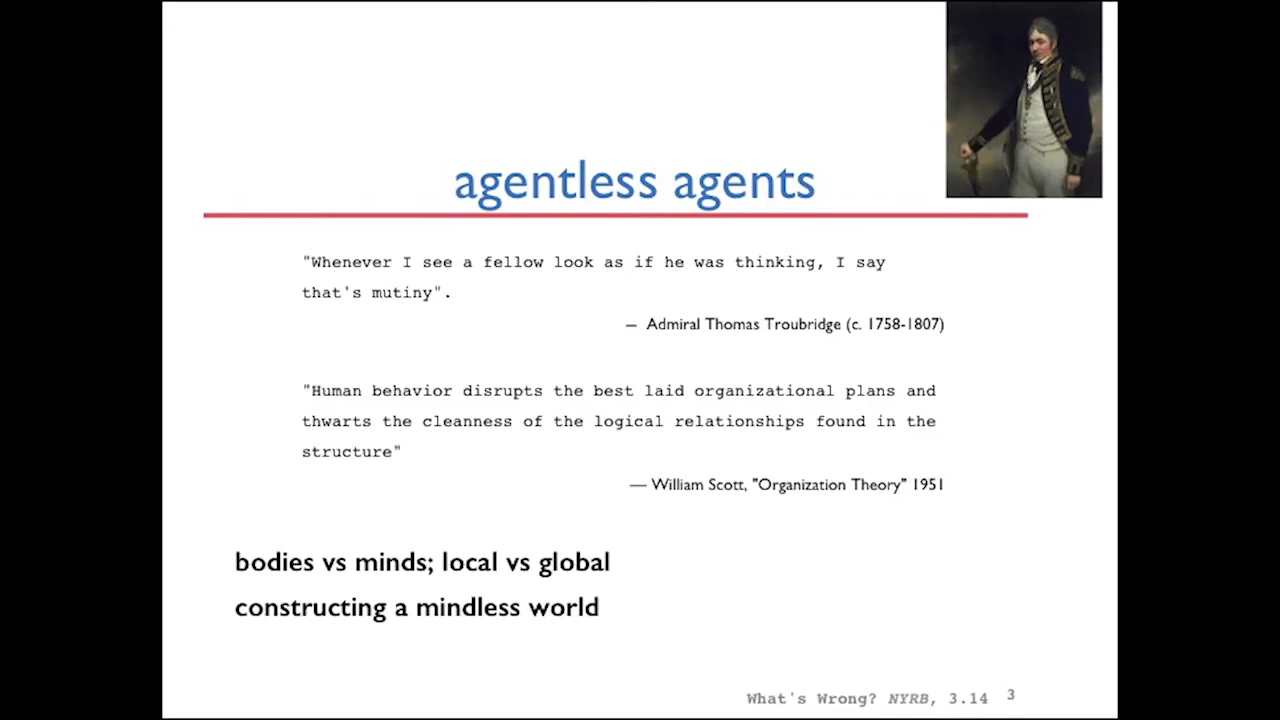 agentless agents
"Whenever I see a fellow look as if he was thinking, I say
that's mutiny".
— Admiral Thomas Troubridge (c. 1758-1807)
"Human behavior disrupts the best laid organizational plans and
thwarts the cleanness of the logical relationships found in the
structure"
— William Scott, "Organization Theory" 1951
bodies vs minds; local vs global
constructing a mindless world
What's Wrong? NYRB, 3.14 3